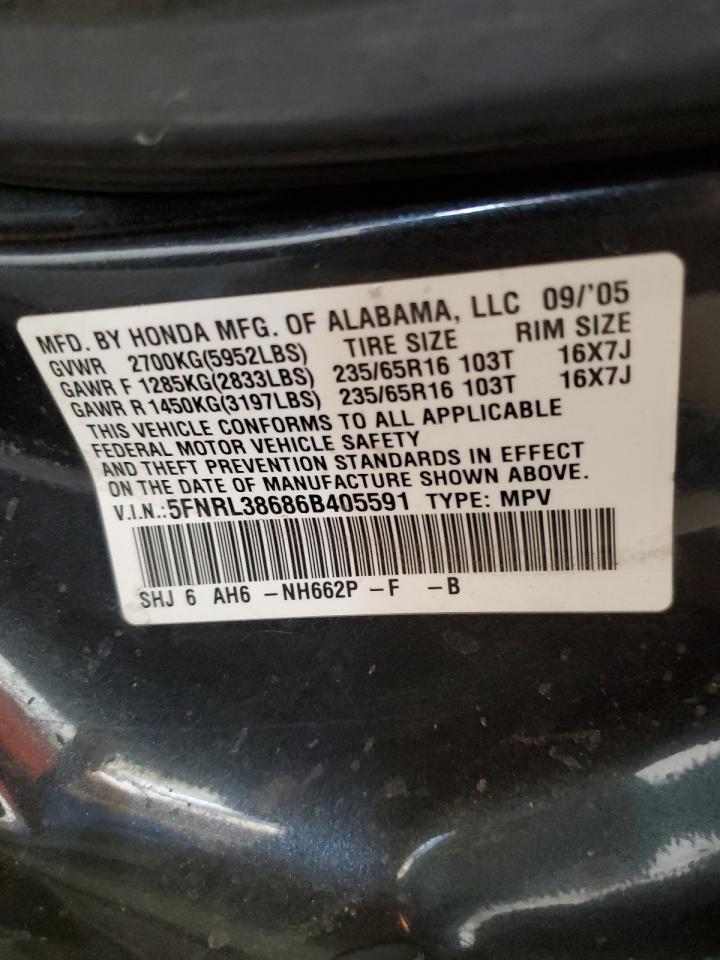 MFD. BY HONDA MFG. OF ALABAMA, LLC 09/'05
GVWR 2700KG(5952LBS) TIRE SIZE RIM SIZE
GAWR F 1285KG(2833LBS) 235/65R16 103T 16X7J
GAWR R 1450KG(3197LBS) 235/65R16 103T 16X7J
THIS VEHICLE CONFORMS TO ALL APPLICABLE
FEDERAL MOTOR VEHICLE SAFETY
AND THEFT PREVENTION STANDARDS IN EFFECT
ON THE DATE OF MANUFACTURE SHOWN ABOVE.
V.I.N.:5FNRL38686B405591 TYPE: MPV
SHJ 6 AH6 -NH662P -F -B